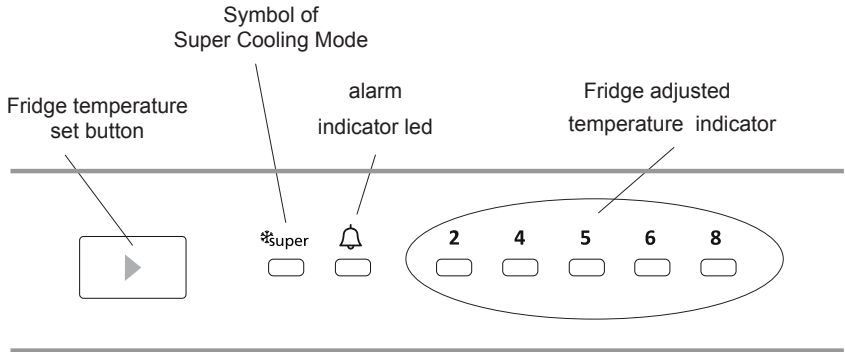 Symbol of
Super Cooling Mode
alarm
indicator led
Fridge adjusted
temperature indicator
Fridge temperature
set button
super
2 4 5 6 8